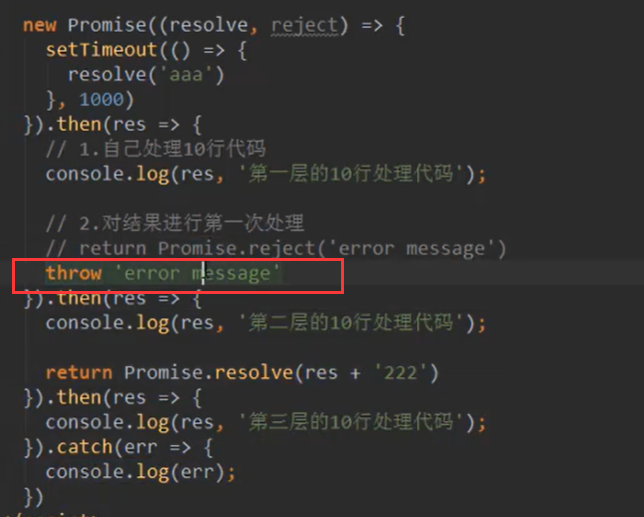 new Promise((resolve, reject) => {
setTimeout(() => {
resolve('aaa')
}, 1000)
}).then(res => {
// 1.自己处理10行代码
console.log(res, '第一层的10行处理代码');
// 2.对结果进行第一次处理
// return Promise.reject('error message')
throw 'error message'
}).then(res => {
console.log(res, '第二层的10行处理代码');
return Promise.resolve(res + '222')
}).then(res => {
console.log(res, '第三层的10行处理代码');
}).catch(err => {
console.log(err);
})